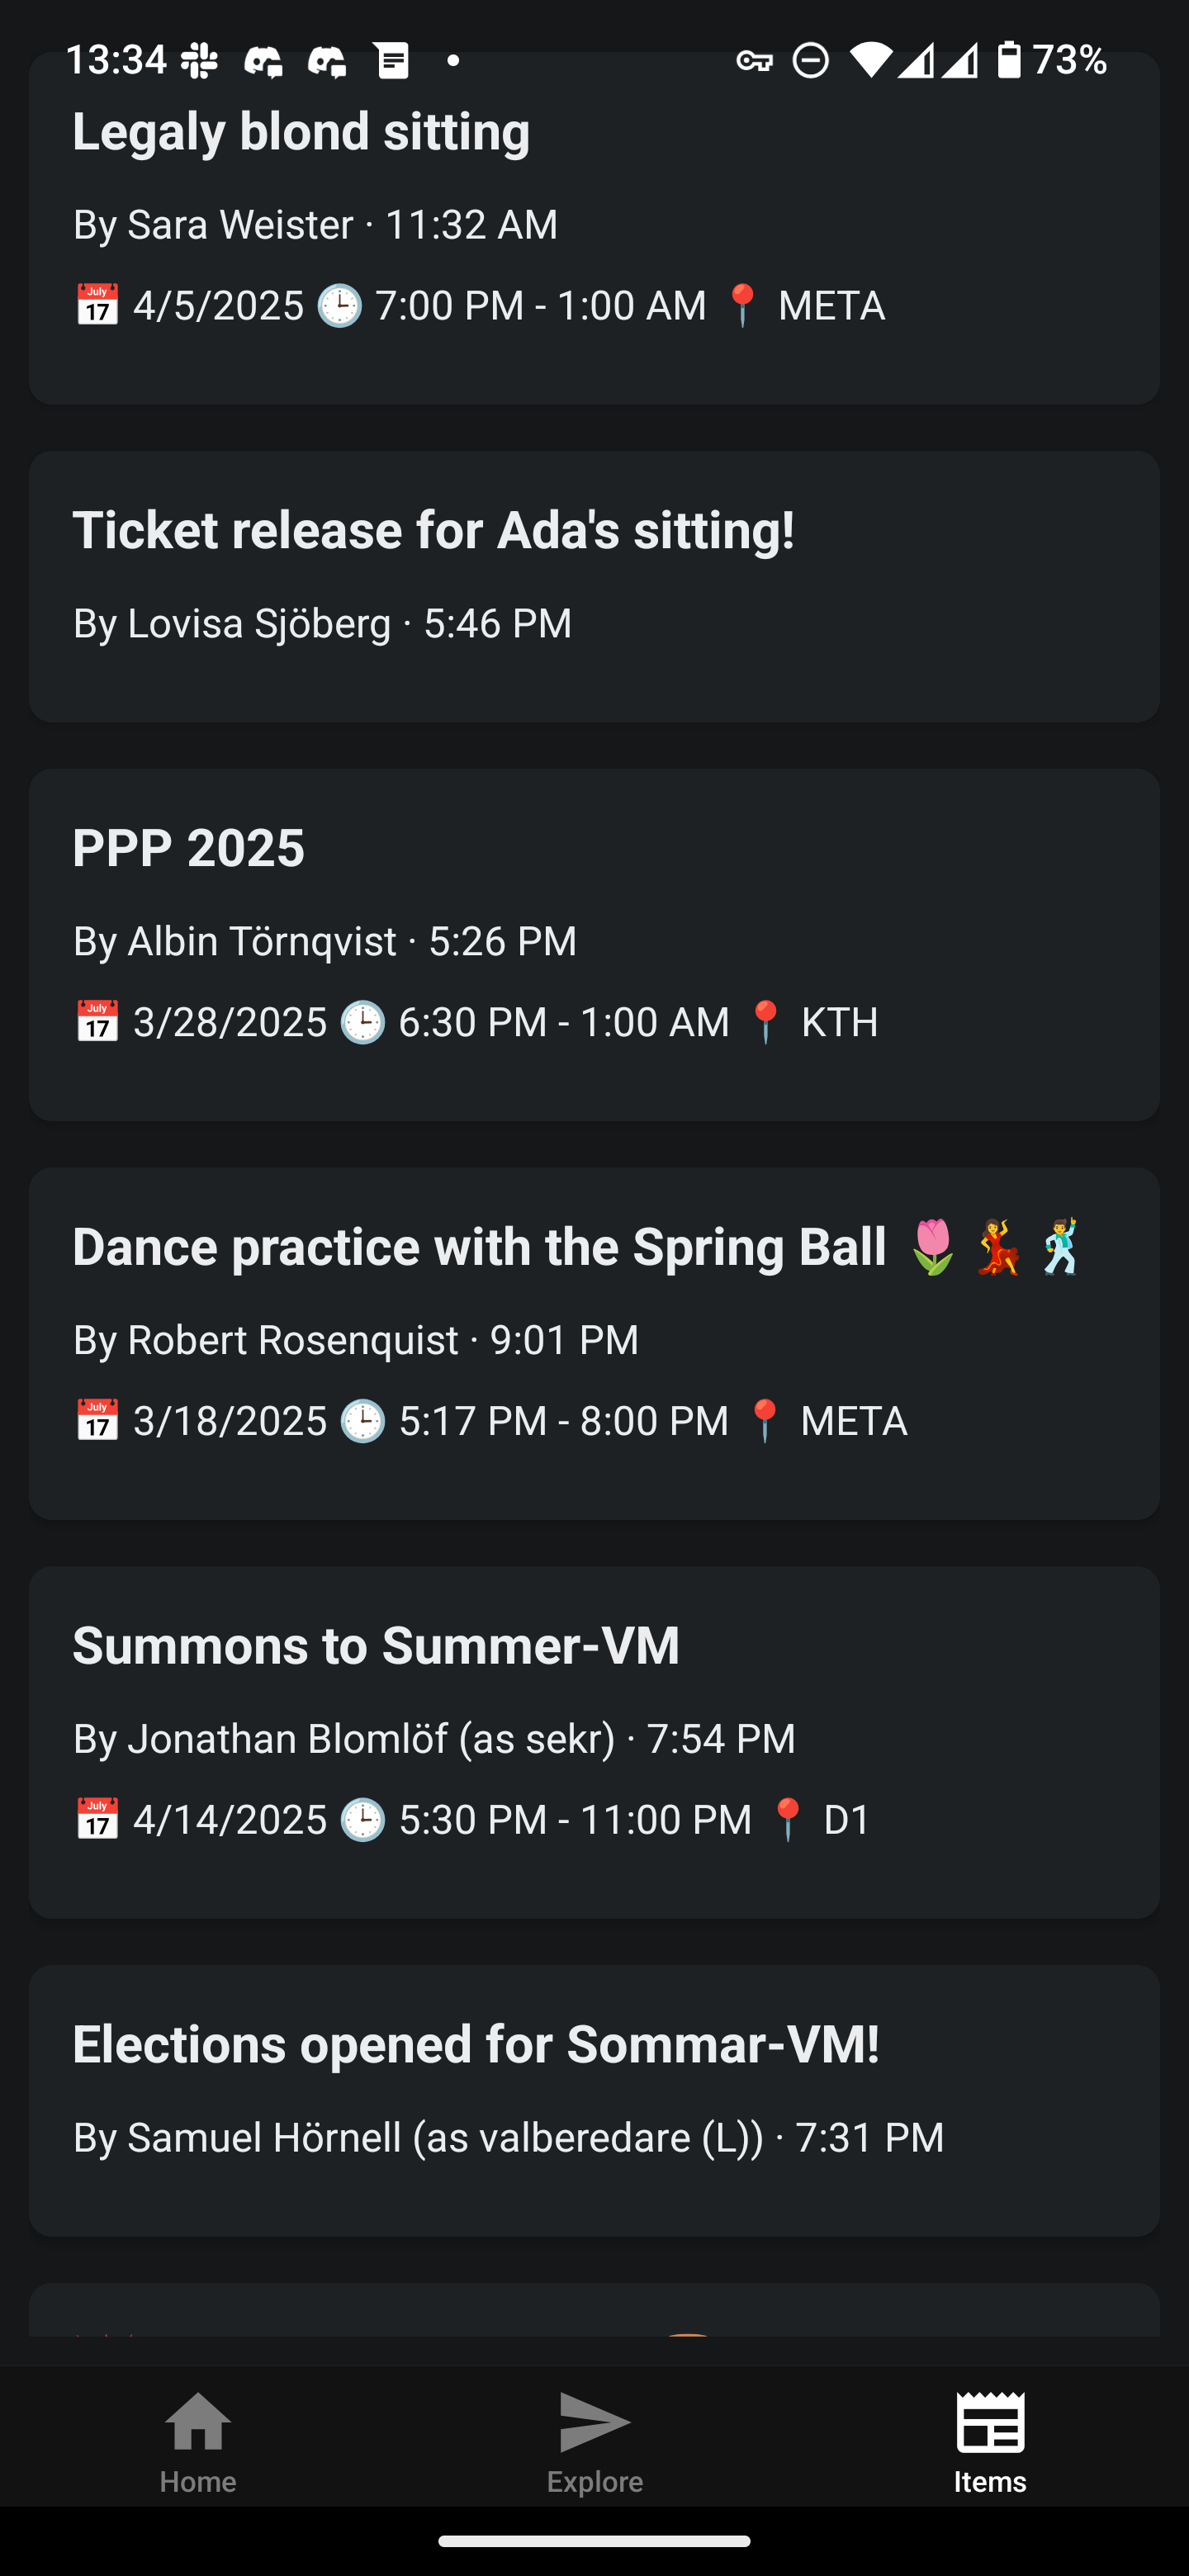 13:34 73%
Legaly blond sitting
By Sara Weister · 11:32 AM
📅 4/5/2025 🕒 7:00 PM - 1:00 AM 📍 META
Ticket release for Ada's sitting!
By Lovisa Sjöberg · 5:46 PM
PPP 2025
By Albin Törnqvist · 5:26 PM
📅 3/28/2025 🕒 6:30 PM - 1:00 AM 📍 KTH
Dance practice with the Spring Ball 🌷💃🕺
By Robert Rosenquist · 9:01 PM
📅 3/18/2025 🕒 5:17 PM - 8:00 PM 📍 META
Summons to Summer-VM
By Jonathan Blomlöf (as sekr) · 7:54 PM
📅 4/14/2025 🕒 5:30 PM - 11:00 PM 📍 D1
Elections opened for Sommar-VM!
By Samuel Hörnell (as valberedare (L)) · 7:31 PM
Home Explore Items